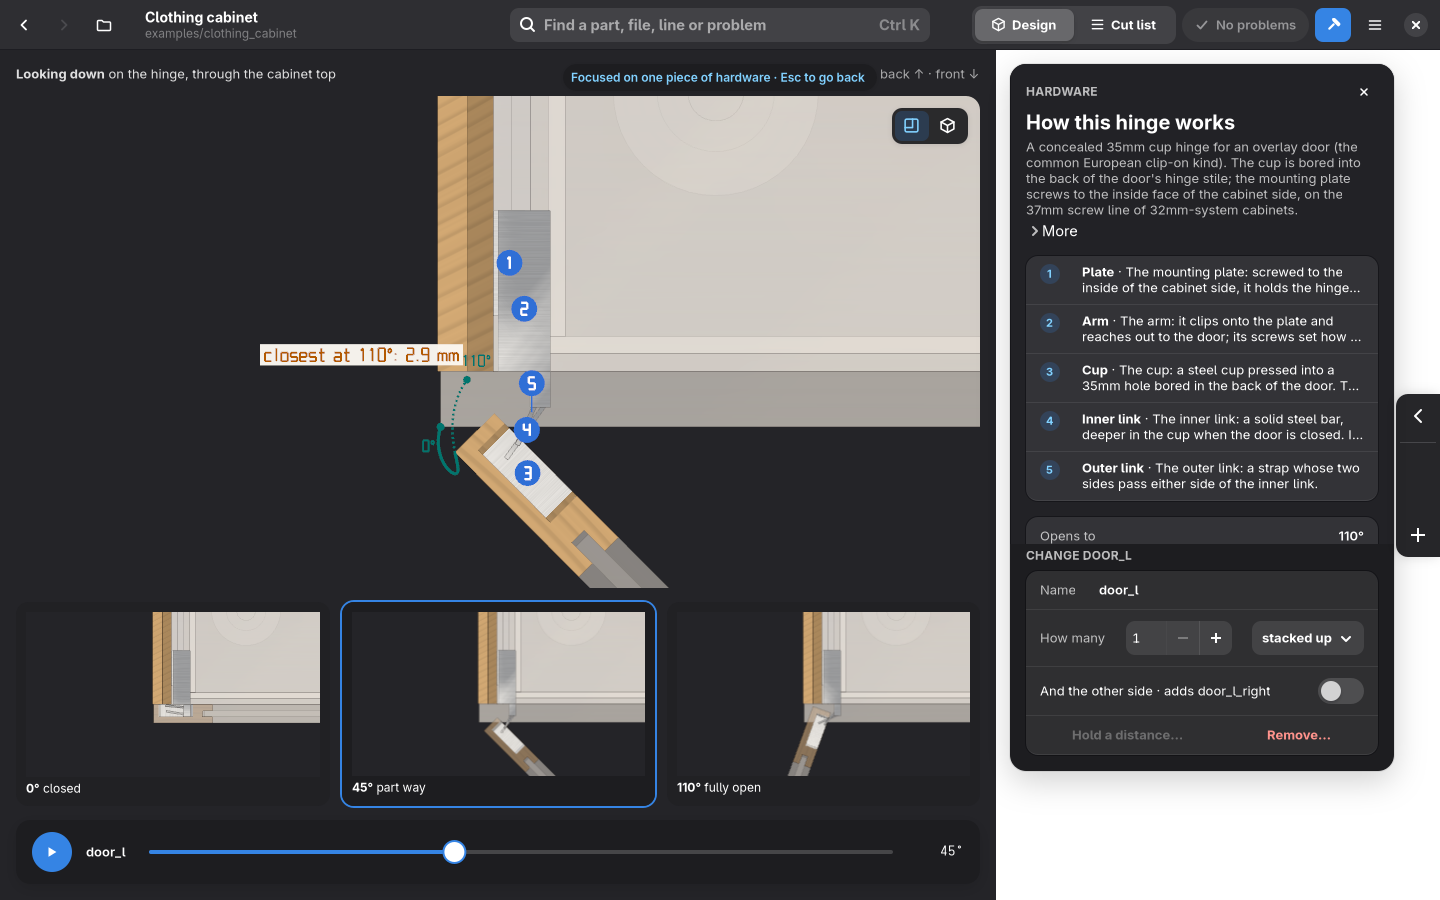 Clothing cabinet
examples/clothing_cabinet
Find a part, file, line or problem
Ctrl K
Design
Cut list
No problems
Looking down on the hinge, through the cabinet top
Focused on one piece of hardware · Esc to go back
back ↑ · front ↓
1
2
closest at 110°: 2.9 mm
110°
5
4
0°
3
0° closed
45° part way
110° fully open
door_l
45°
HARDWARE
How this hinge works
A concealed 35mm cup hinge for an overlay door (the
common European clip-on kind). The cup is bored into
the back of the door's hinge stile; the mounting plate
screws to the inside face of the cabinet side, on the
37mm screw line of 32mm-system cabinets.
More
1
Plate · The mounting plate: screwed to the
inside of the cabinet side, it holds the hinge...
2
Arm · The arm: it clips onto the plate and
reaches out to the door; its screws set how ...
3
Cup · The cup: a steel cup pressed into a
35mm hole bored in the back of the door. T...
4
Inner link · The inner link: a solid steel bar,
deeper in the cup when the door is closed. I...
5
Outer link · The outer link: a strap whose two
sides pass either side of the inner link.
Opens to
110°
CHANGE DOOR_L
Name
door_l
How many
1
stacked up
And the other side · adds door_l_right
Hold a distance...
Remove...